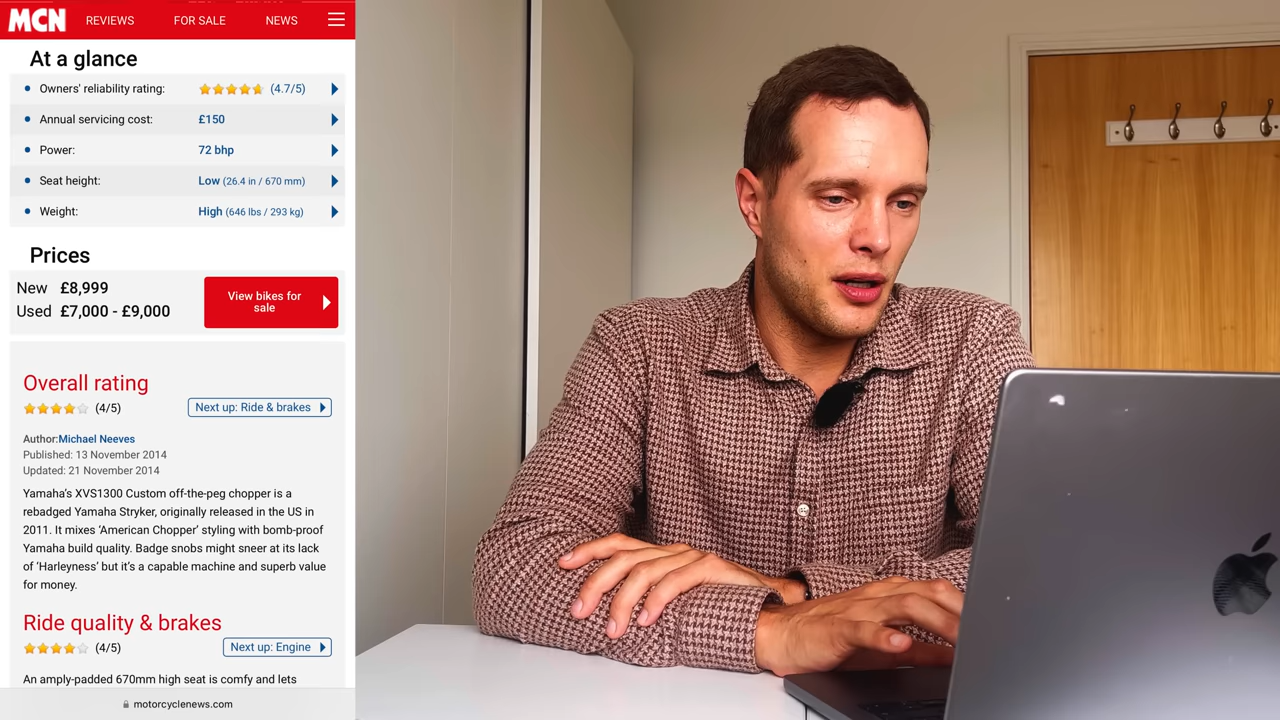 MCN REVIEWS FOR SALE NEWS
At a glance
Owners' reliability rating: (4.7/5)
Annual servicing cost: £150
Power: 72 bhp
Seat height: Low (26.4 in / 670 mm)
Weight: High (646 lbs / 293 kg)
Prices
New £8,999
Used £7,000 - £9,000
View bikes for
sale
Overall rating
(4/5) Next up: Ride & brakes
Author:Michael Neeves
Published: 13 November 2014
Updated: 21 November 2014
Yamaha's XVS1300 Custom off-the-peg chopper is a
rebadged Yamaha Stryker, originally released in the US in
2011. It mixes 'American Chopper' styling with bomb-proof
Yamaha build quality. Badge snobs might sneer at its lack
of 'Harleyness' but it's a capable machine and superb value
for money.
Ride quality & brakes
(4/5) Next up: Engine
An amply-padded 670mm high seat is comfy and lets
motorcyclenews.com